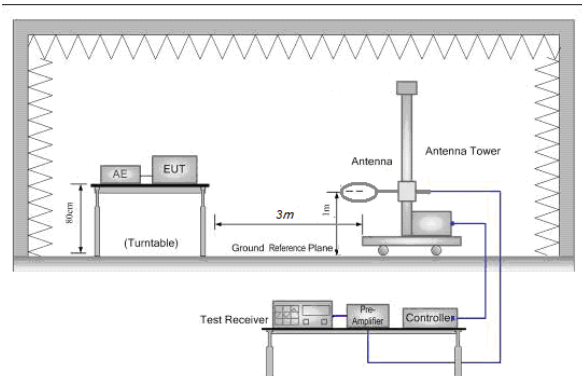 Antenna
Antenna Tower
AE
EUT
80cm
(Turntable)
3m
1m
Ground Reference Plane
Test Receiver
Pre-
Amplifier
Controller